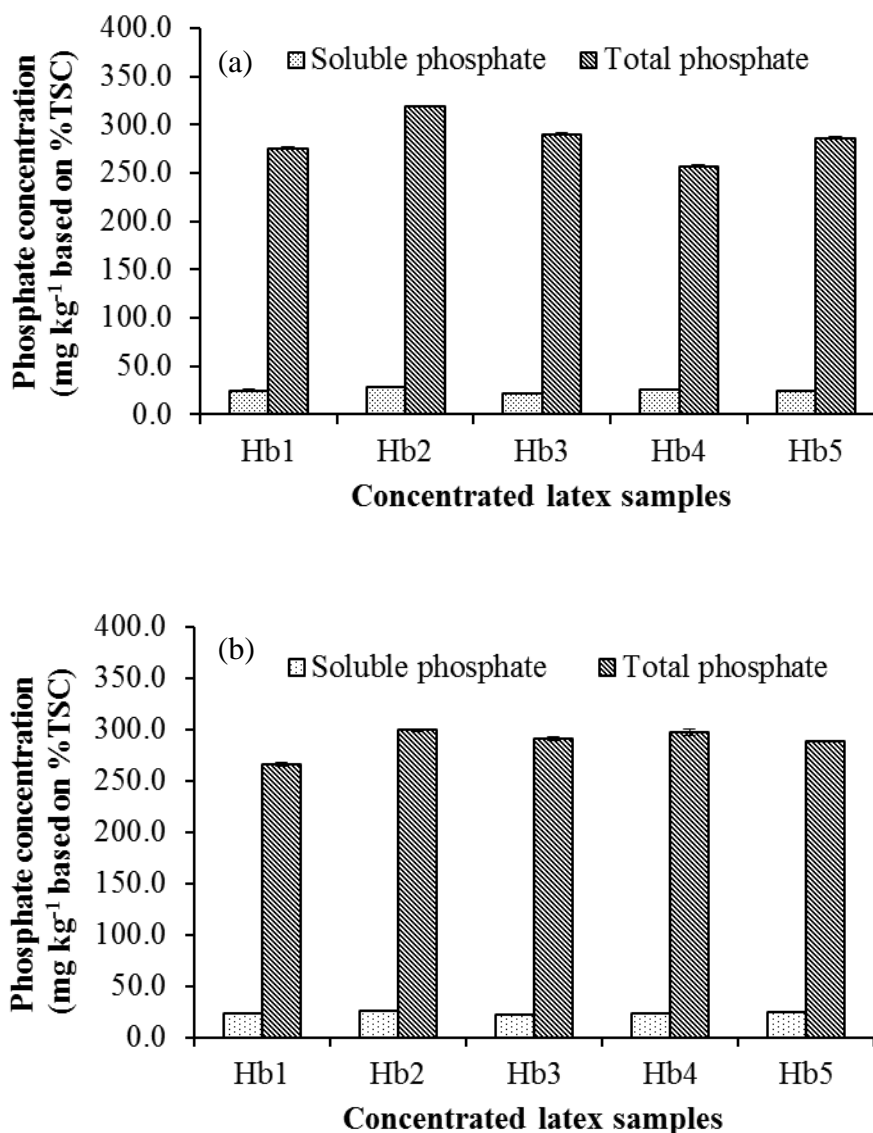 400.0
350.0
300.0
250.0
200.0
150.0
100.0
50.0
0.0
Phosphate concentration
(mg kg⁻¹ based on %TSC)
(a)
Soluble phosphate Total phosphate
Hb1 Hb2 Hb3 Hb4 Hb5
Concentrated latex samples
400.0
350.0
300.0
250.0
200.0
150.0
100.0
50.0
0.0
Phosphate concentration
(mg kg⁻¹ based on %TSC)
(b)
Soluble phosphate Total phosphate
Hb1 Hb2 Hb3 Hb4 Hb5
Concentrated latex samples